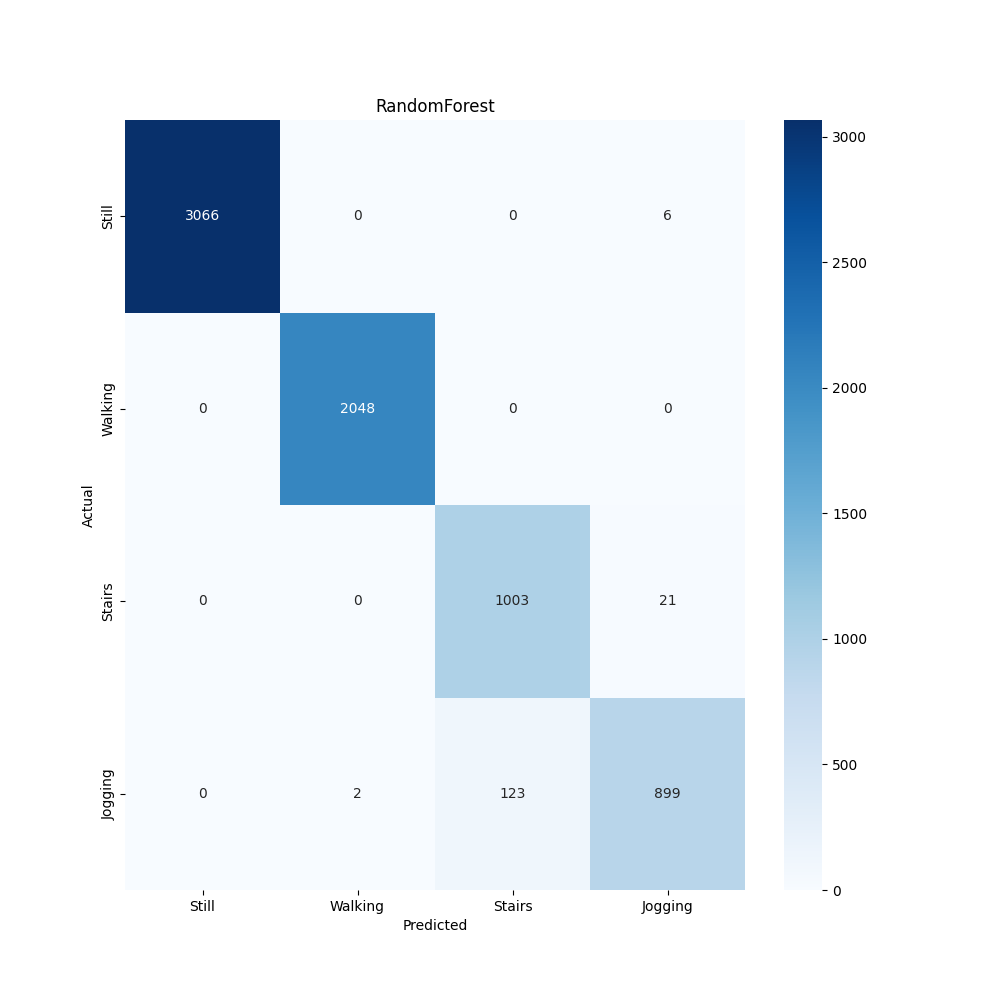 RandomForest
Still 3066 0 0 6
Walking 0 2048 0 0
Stairs 0 0 1003 21
Jogging 0 2 123 899
Actual
Still Walking Stairs Jogging
Predicted
3000
2500
2000
1500
1000
500
0